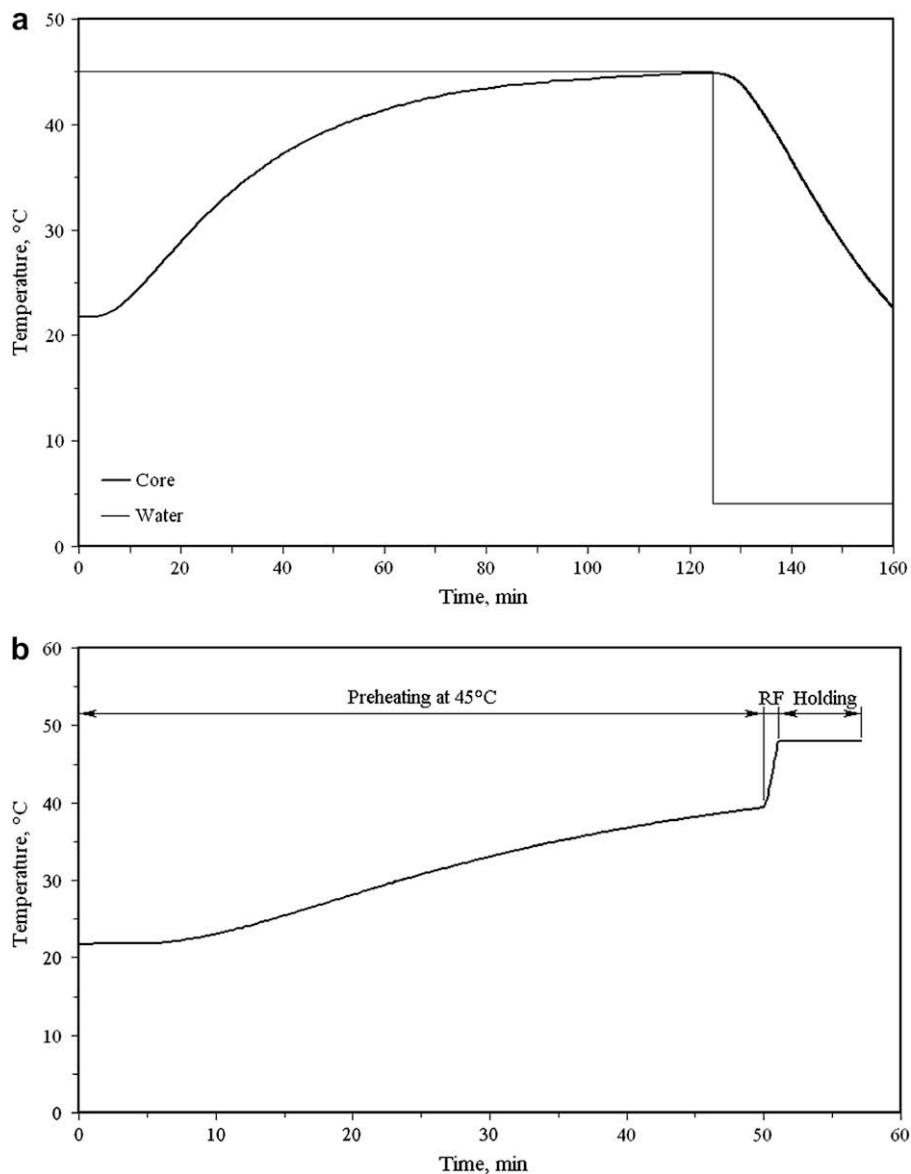 a
50
40
30
20
10
0
Temperature, °C
Core
Water
0 20 40 60 80 100 120 140 160
Time, min
b
60
50
40
30
20
10
0
Temperature, °C
Preheating at 45°C RF Holding
0 10 20 30 40 50 60
Time, min